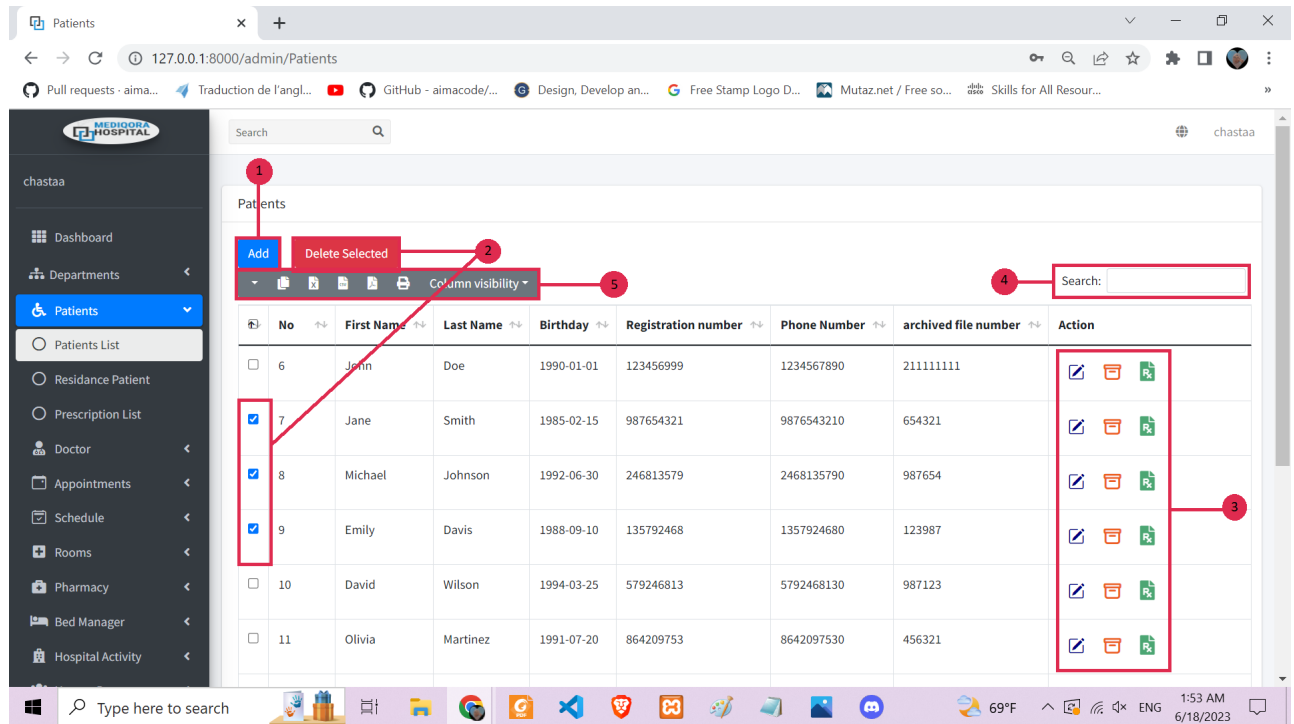 Patients
127.0.0.1:8000/admin/Patients
Pull requests · aima... Traduction de l'angl... GitHub - aimacode/... Design, Develop an... Free Stamp Logo D... Mutaz.net / Free so... Skills for All Resour... »
MEDIQORA
HOSPITAL
Search
chastaa
chastaa
1
Patients
Dashboard
Departments
Patients
Patients List
Residance Patient
Prescription List
Doctor
Appointments
Schedule
Rooms
Pharmacy
Bed Manager
Hospital Activity
Add Delete Selected 2
Column visibility 5
4 Search:
No First Name Last Name Birthday Registration number Phone Number archived file number Action
6 John Doe 1990-01-01 123456999 1234567890 211111111
7 Jane Smith 1985-02-15 987654321 9876543210 654321
8 Michael Johnson 1992-06-30 246813579 2468135790 987654
3
9 Emily Davis 1988-09-10 135792468 1357924680 123987
10 David Wilson 1994-03-25 579246813 5792468130 987123
11 Olivia Martinez 1991-07-20 864209753 8642097530 456321
Type here to search
69°F ENG
1:53 AM
6/18/2023